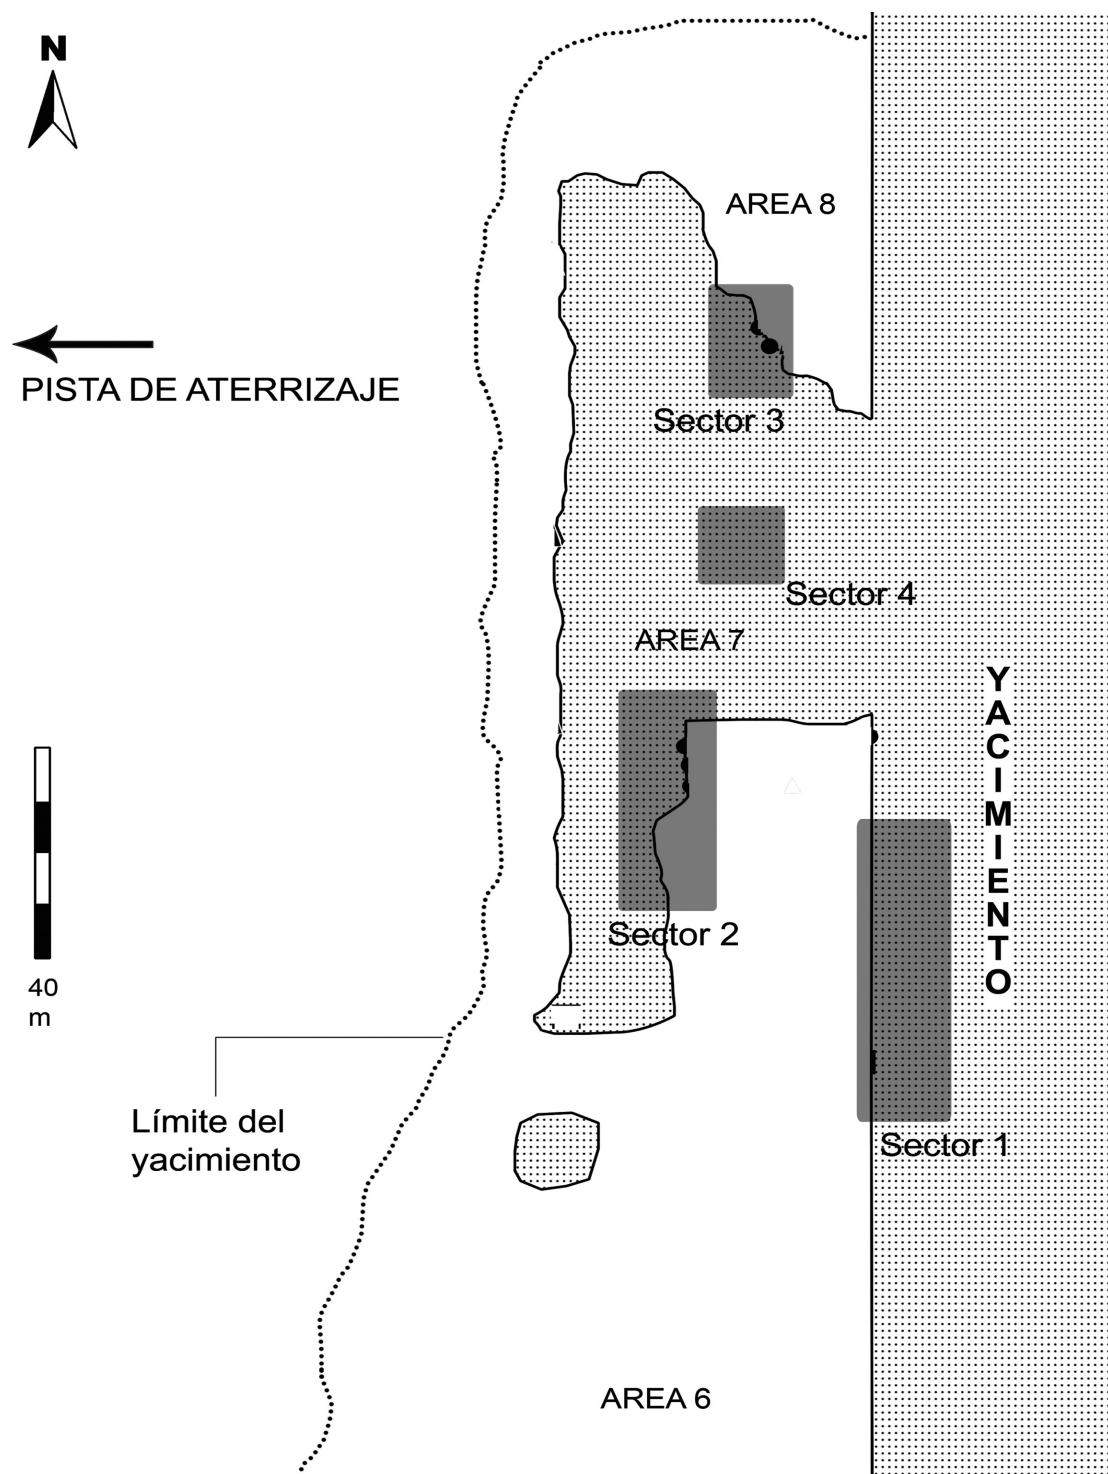 N
AREA 8
PISTA DE ATERRIZAJE
Sector 3
Sector 4
AREA 7
YACIMIENTO
Sector 2
40
m
Límite del
yacimiento
Sector 1
AREA 6